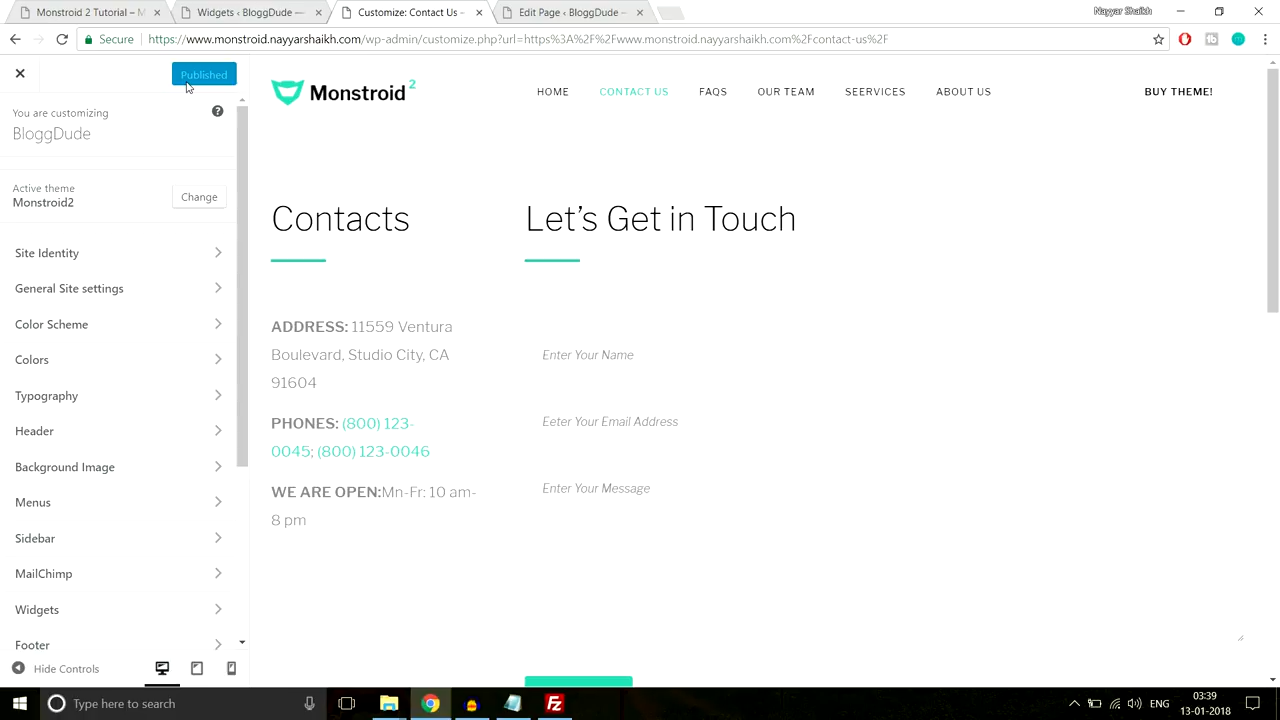 Monstroid 2 Tutorial – M
Widgets ‹ BloggDude —
Customize: Contact Us –
Edit Page ‹ BloggDude —
Nayyar Shaikh
Secure
https://www.monstroid.nayyarshaikh.com/wp-admin/customize.php?url=https%3A%2F%2Fwww.monstroid.nayyarshaikh.com%2Fcontact-us%2F
Published
You are customizing
BloggDude
Active theme
Monstroid2
Change
Site Identity
General Site settings
Color Scheme
Colors
Typography
Header
Background Image
Menus
Sidebar
MailChimp
Widgets
Footer
Hide Controls
Monstroid 2
HOME
CONTACT US
FAQS
OUR TEAM
SEERVICES
ABOUT US
BUY THEME!
Contacts
ADDRESS: 11559 Ventura
Boulevard, Studio City, CA
91604
PHONES: (800) 123-
0045; (800) 123-0046
WE ARE OPEN:Mn-Fr: 10 am-
8 pm
Let's Get in Touch
Enter Your Name
Eeter Your Email Address
Enter Your Message
Type here to search
ENG
03:39
13-01-2018